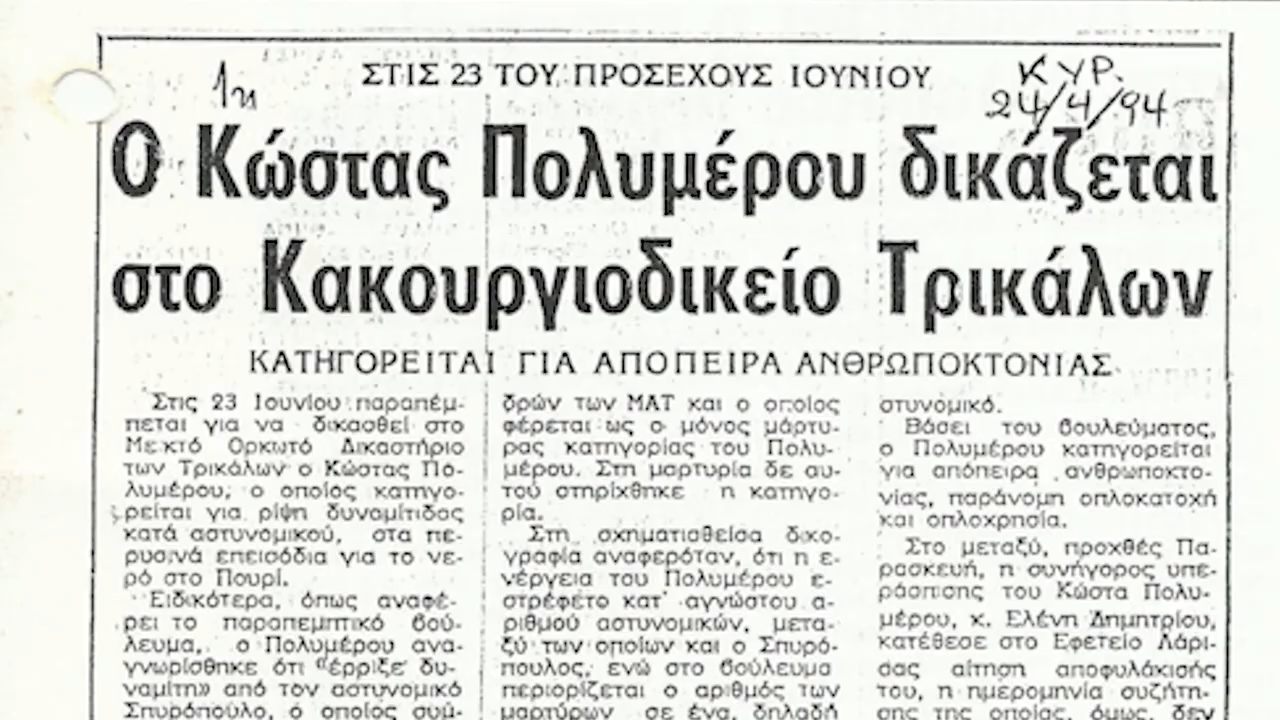 1η
ΣΤΙΣ 23 ΤΟΥ ΠΡΟΣΕΧΟΥΣ ΙΟΥΝΙΟΥ
ΚΥΡ.
24/4/94
Ο Κώστας Πολυμέρου δικάζεται
στο Κακουργιοδικείο Τρικάλων
ΚΑΤΗΓΟΡΕΙΤΑΙ ΓΙΑ ΑΠΟΠΕΙΡΑ ΑΝΘΡΩΠΟΚΤΟΝΙΑΣ
Στις 23 Ιουνίου παραπέμ-
πεται για να δικασθεί στο
Μεικτό Ορκωτό Δικαστήριο
των Τρικάλων ο Κώστας Πο-
λυμέρου, ο οποίος κατηγο-
ρείται για ρίψη δυναμίτιδας
κατά αστυνομικού, στα πε-
ρυσινά επεισόδια για το νε-
ρό στο Πουρί.
Ειδικότερα, όπως αναφέ-
ρει το παραπεμπτικό βού-
λευμα, ο Πολυμέρου ανα-
γνωρίσθηκε ότι «έρριξε δυ-
ναμίτη» από τον αστυνομικό
Σπυρόπουλο, ο οποίος συμ-
δρών των ΜΑΤ και ο οποίος
φέρεται ως ο μόνος μάρτυ-
ρας κατηγορίας του Πολυ-
μέρου. Στη μαρτυρία δε αυ-
τού στηρίχθηκε η κατηγο-
ρία.
Στη σχηματισθείσα δικο-
γραφία αναφερόταν, ότι η ε-
νέργεια του Πολυμέρου ε-
στρέφετο κατ' αγνώστου α-
ριθμού αστυνομικών, μετα-
ξύ των οποίων και ο Σπυρό-
πουλος, ενώ στο βούλευμα
περιορίζεται ο αριθμός των
μαρτύρων σε ένα, δηλαδή
στυνομικό.
Βάσει του βουλεύματος,
ο Πολυμέρου κατηγορείται
για απόπειρα ανθρωποκτο-
νίας, παράνομη οπλοκατοχή
και οπλοχρησία.
Στο μεταξύ, προχθές Πα-
ρασκευή, η συνήγορος υπε-
ράσπισης του Κώστα Πολυ-
μέρου, κ. Ελένη Δημητρίου,
κατέθεσε στο Εφετείο Λάρι-
σας αίτηση αποφυλάκισής
του, η ημερομηνία συζήτη-
σης της οποίας, όμως δεν